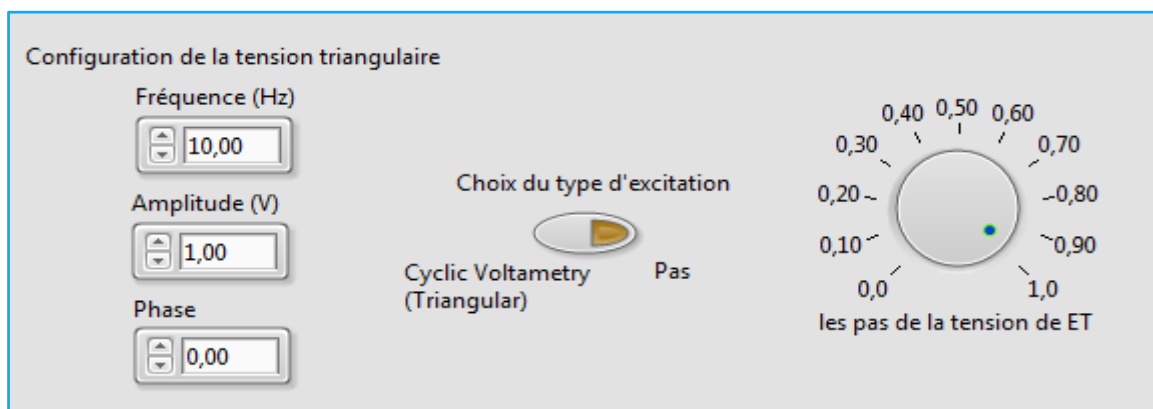 Configuration de la tension triangulaire
Fréquence (Hz)
10,00
Amplitude (V)
1,00
Phase
0,00
Choix du type d'excitation
Cyclic Voltametry
(Triangular)
Pas
0,0
0,10
0,20
0,30
0,40
0,50
0,60
0,70
0,80
0,90
1,0
les pas de la tension de ET